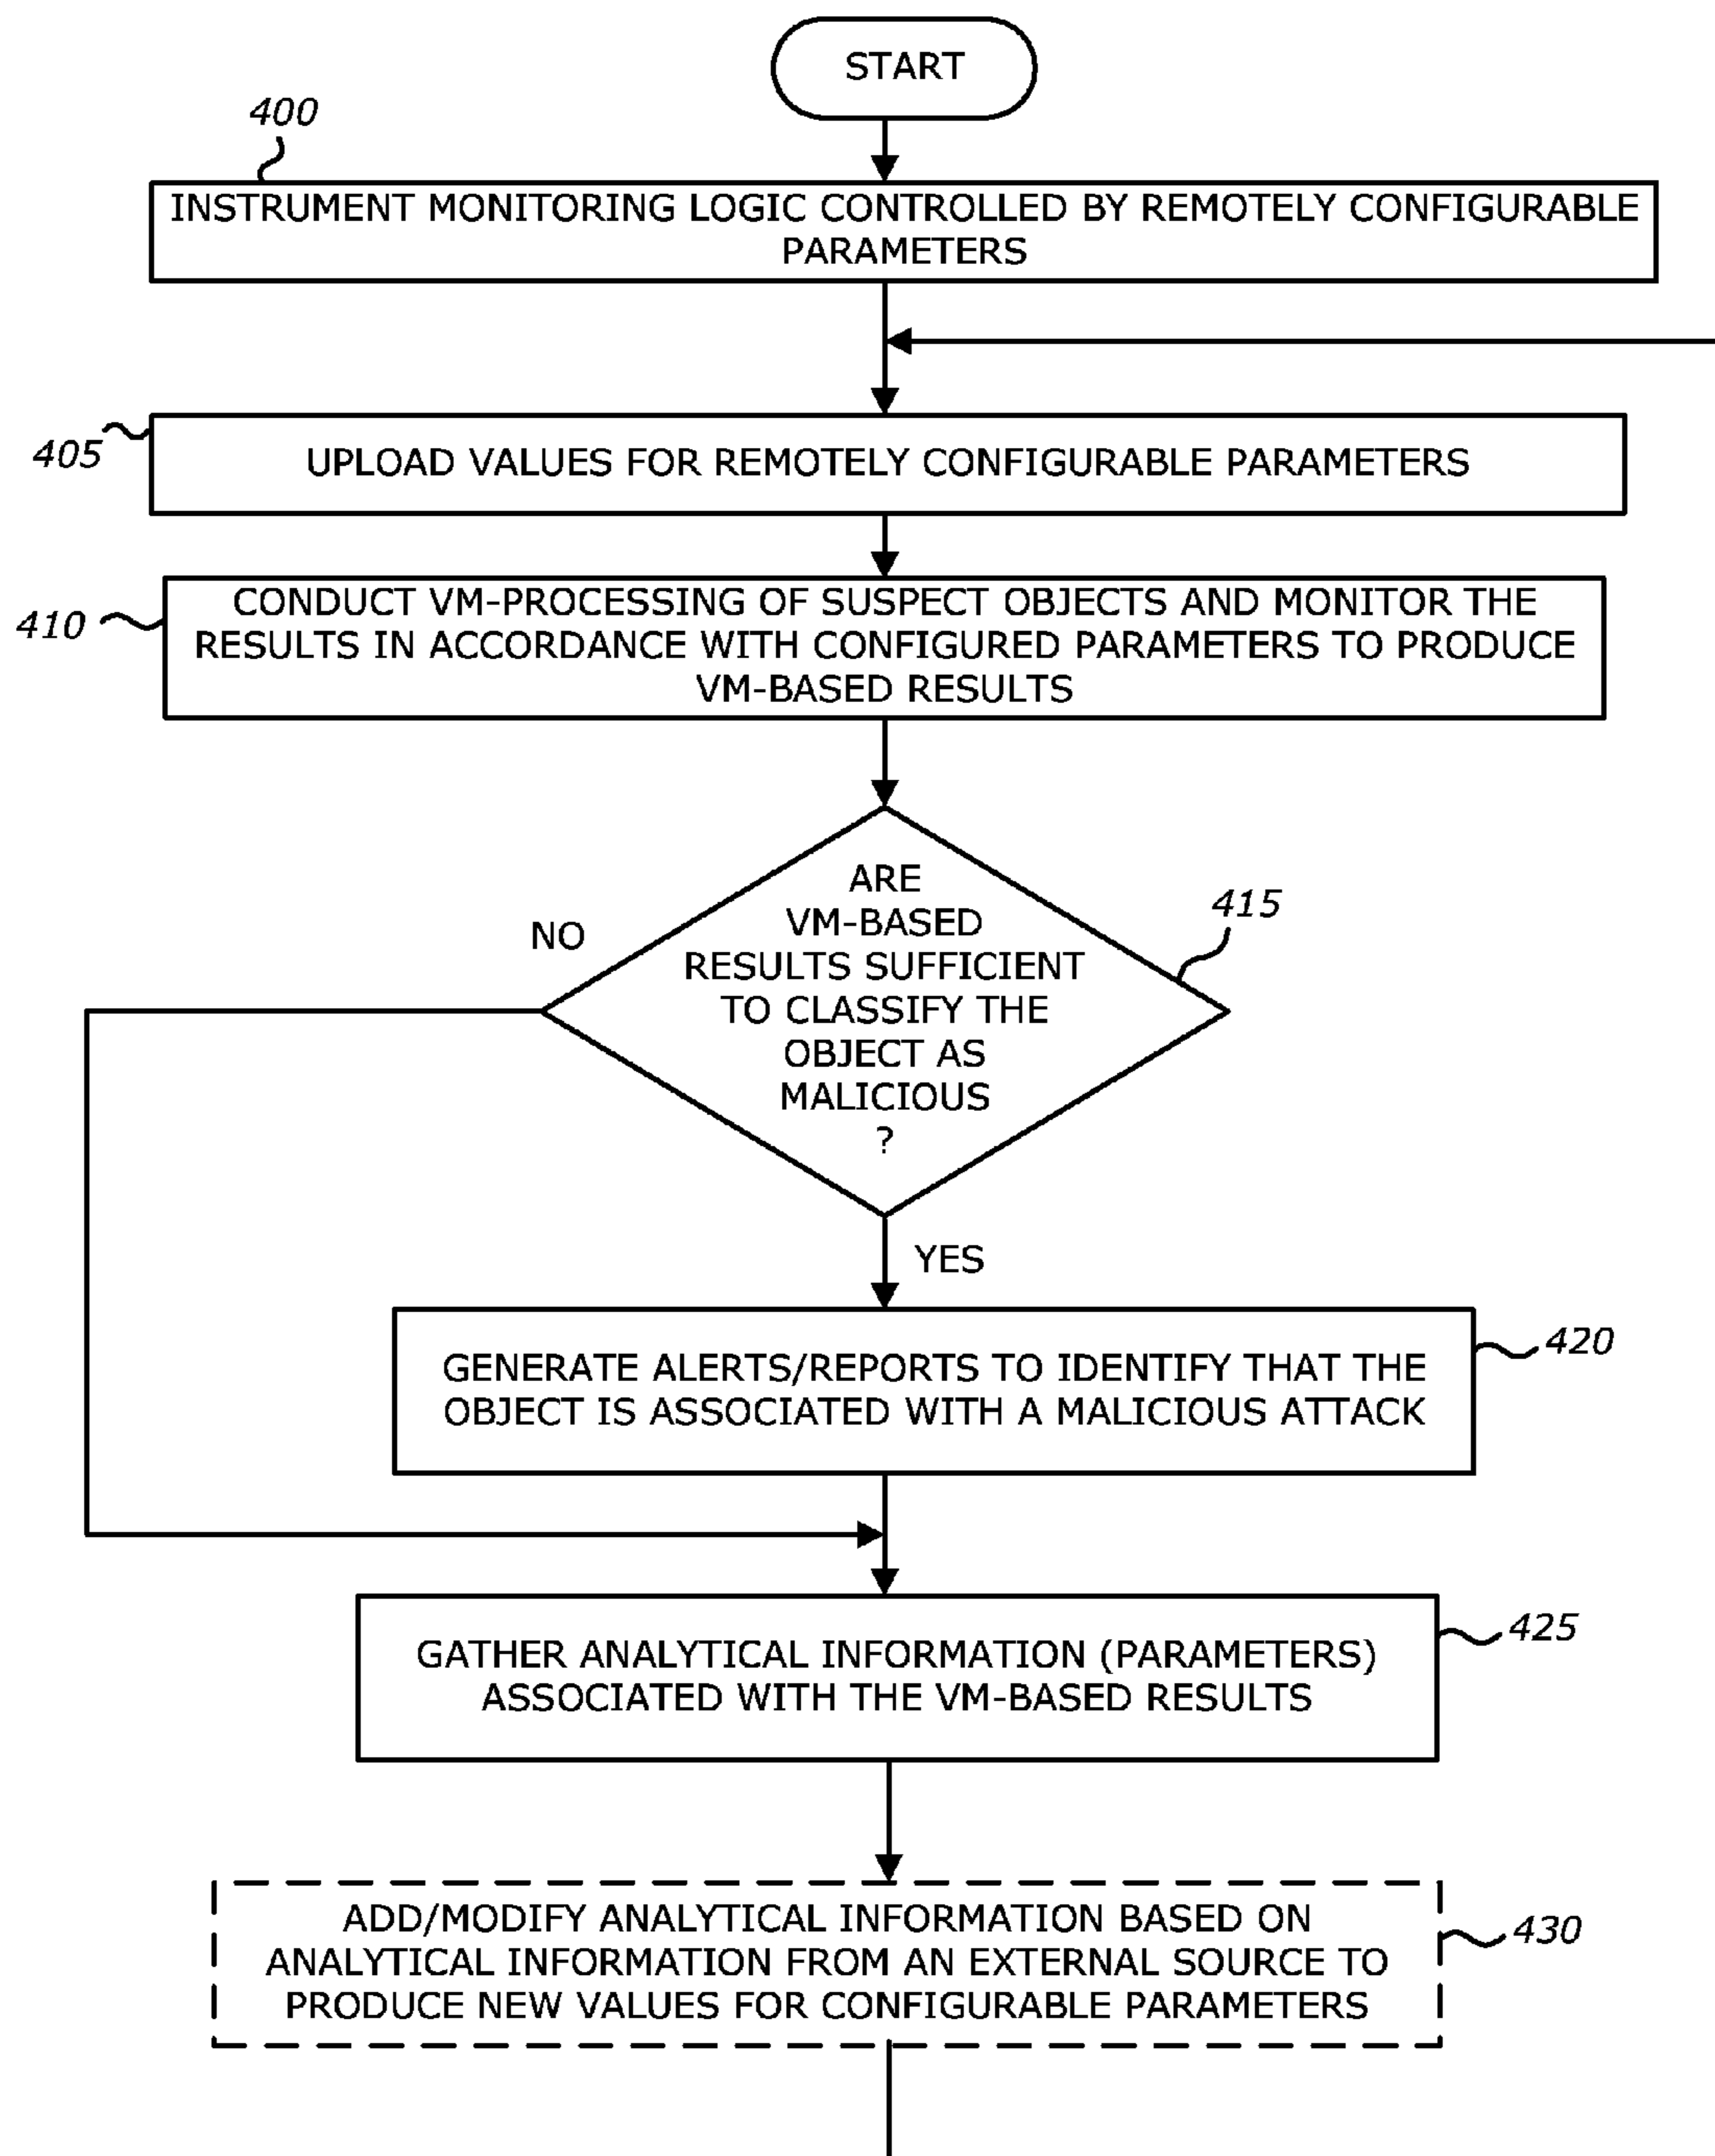 START
400
INSTRUMENT MONITORING LOGIC CONTROLLED BY REMOTELY CONFIGURABLE
PARAMETERS
405
UPLOAD VALUES FOR REMOTELY CONFIGURABLE PARAMETERS
410
CONDUCT VM-PROCESSING OF SUSPECT OBJECTS AND MONITOR THE
RESULTS IN ACCORDANCE WITH CONFIGURED PARAMETERS TO PRODUCE
VM-BASED RESULTS
415
NO
ARE
VM-BASED
RESULTS SUFFICIENT
TO CLASSIFY THE
OBJECT AS
MALICIOUS
?
YES
420
GENERATE ALERTS/REPORTS TO IDENTIFY THAT THE
OBJECT IS ASSOCIATED WITH A MALICIOUS ATTACK
425
GATHER ANALYTICAL INFORMATION (PARAMETERS)
ASSOCIATED WITH THE VM-BASED RESULTS
430
ADD/MODIFY ANALYTICAL INFORMATION BASED ON
ANALYTICAL INFORMATION FROM AN EXTERNAL SOURCE TO
PRODUCE NEW VALUES FOR CONFIGURABLE PARAMETERS